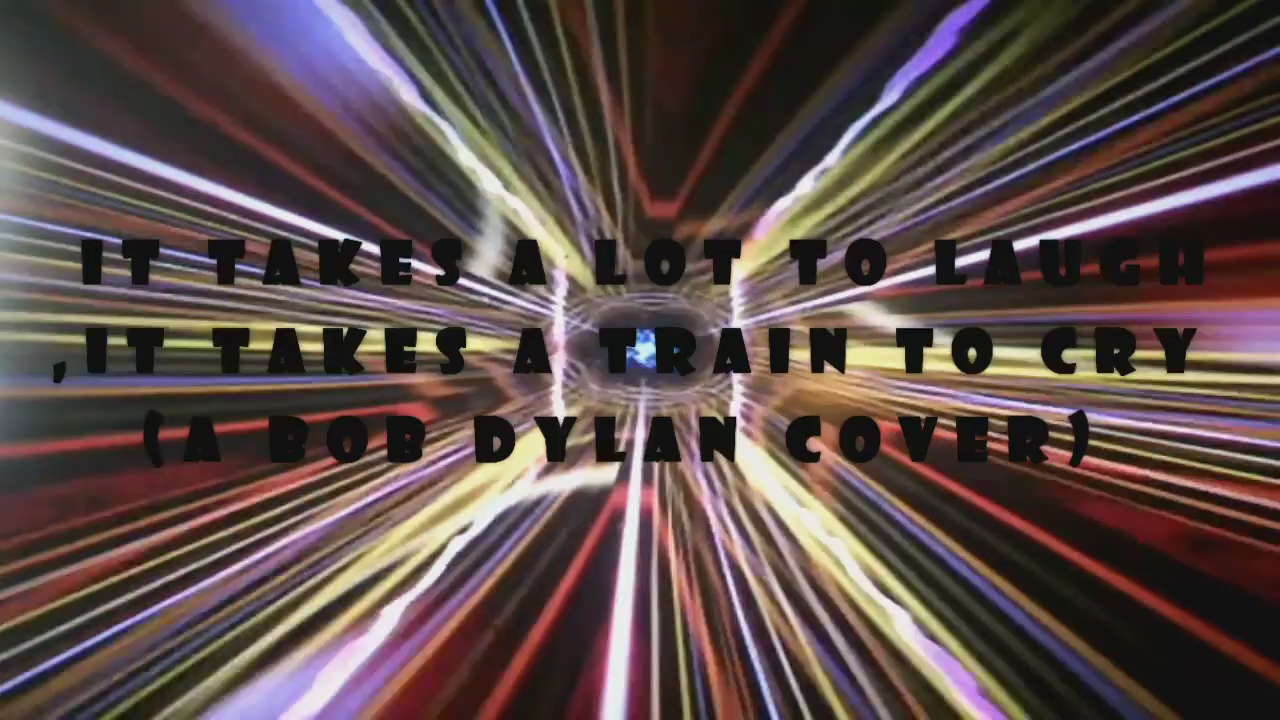 IT TAKES A LOT TO LAUGH
,IT TAKES A TRAIN TO CRY
(A BOB DYLAN COVER)